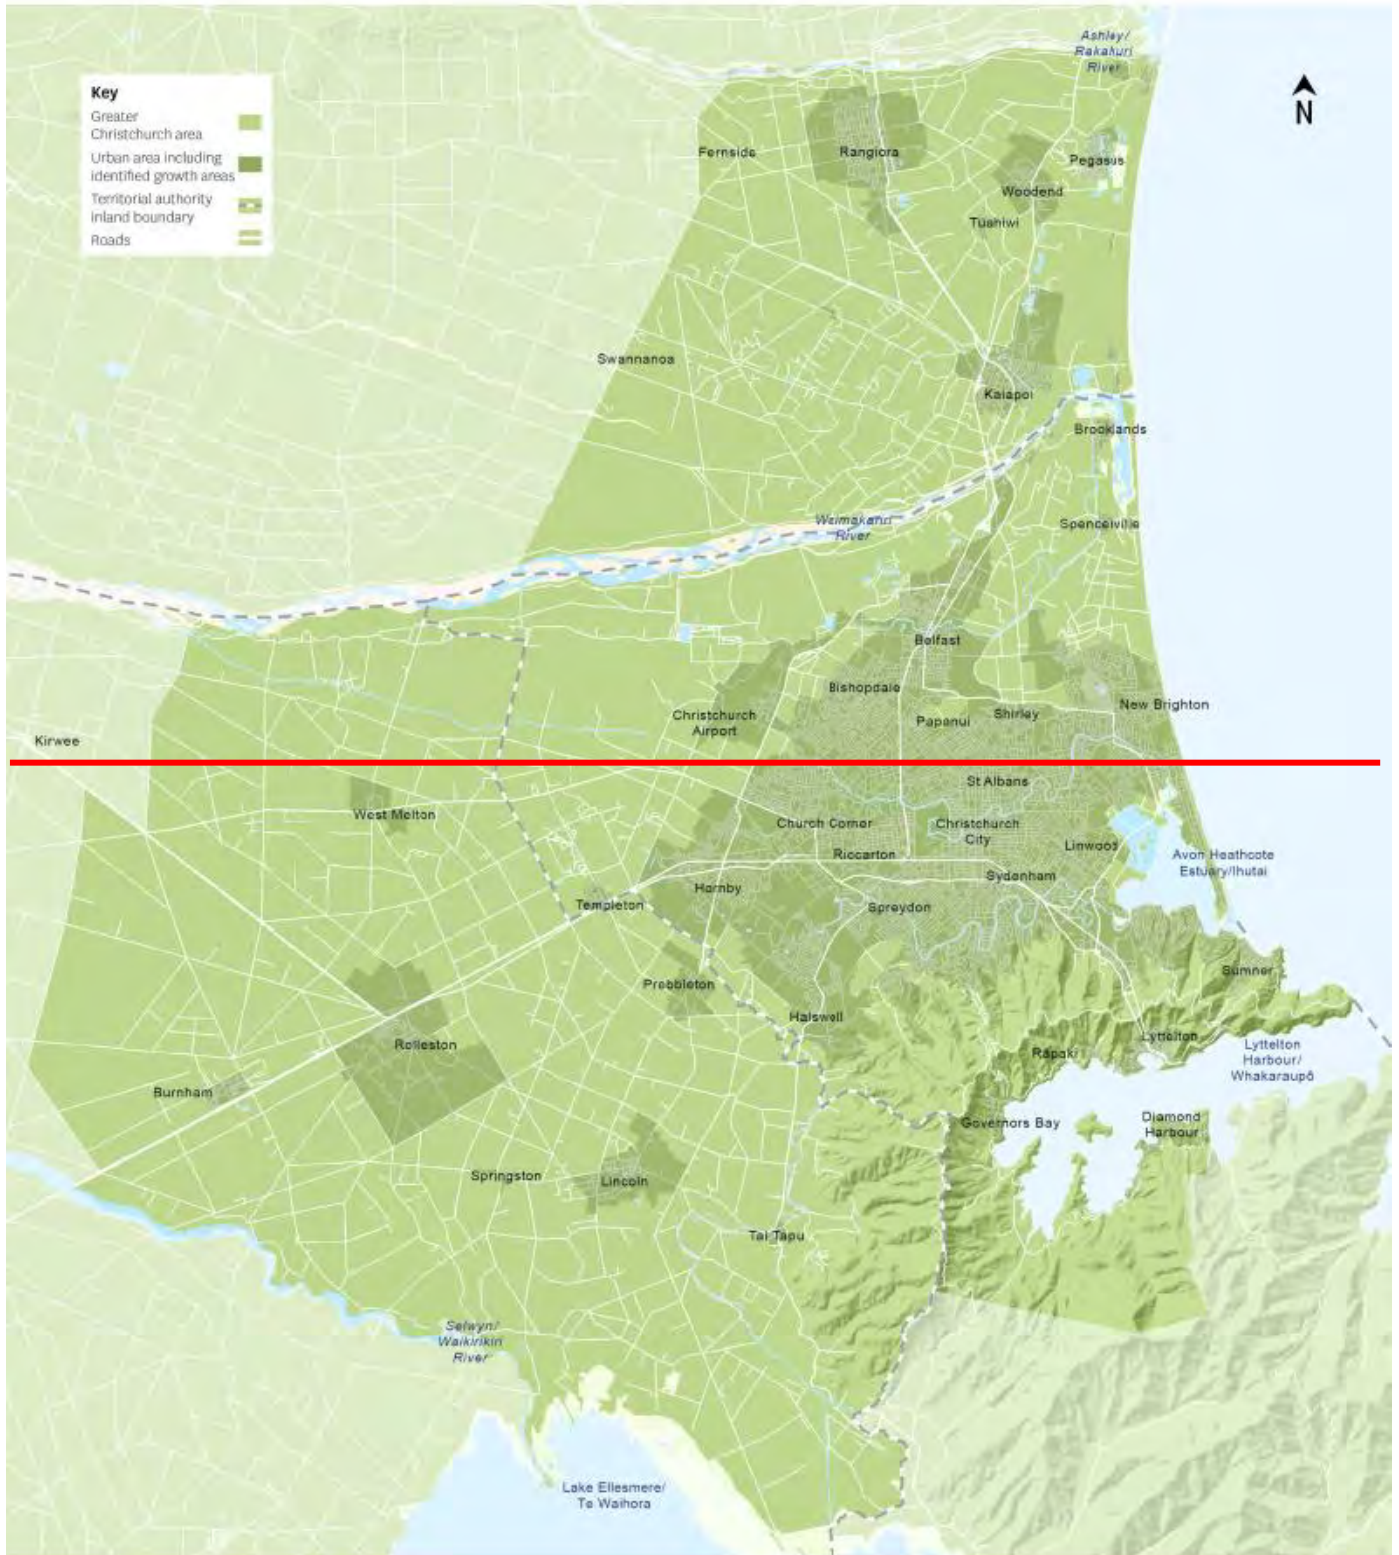 Ashley/
Rakahuri
River
N
Key
Greater
Christchurch area
Urban area including
identified growth areas
Territorial authority
inland boundary
Roads
Fernside
Rangiora
Pegasus
Woodend
Tuahiwi
Swannanoa
Kaiapoi
Brooklands
Waimakariri
River
Spencerville
Belfast
Bishopdale
New Brighton
Christchurch
Airport
Papanui
Shirley
Kirwee
St Albans
West Melton
Church Corner
Christchurch
City
Linwood
Riccarton
Avon Heathcote
Estuary/Ihutai
Sydenham
Hornby
Templeton
Spreydon
Sumner
Prebbleton
Halswell
Lyttelton
Rolleston
Rāpaki
Lyttelton
Harbour/
Whakaraupō
Burnham
Governors Bay
Diamond
Harbour
Springston
Lincoln
Tai Tapu
Selwyn/
Waikirikiri
River
Lake Ellesmere/
Te Waihora